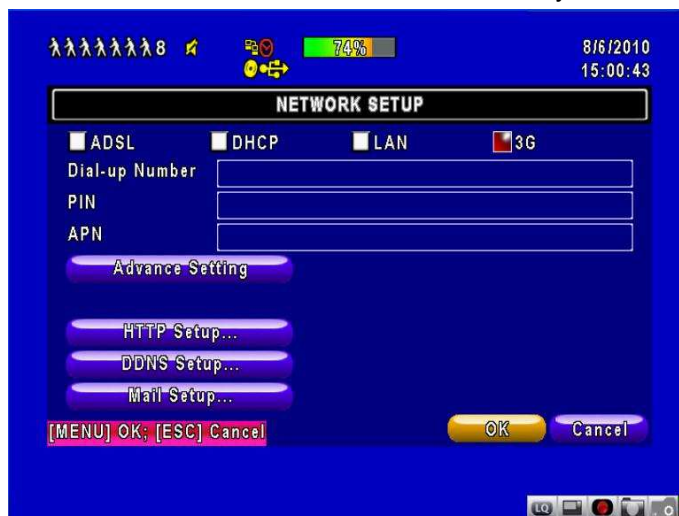 8 74% 8/6/2010
15:00:43
NETWORK SETUP
ADSL DHCP LAN 3G
Dial-up Number
PIN
APN
Advance Setting
HTTP Setup...
DDNS Setup...
Mail Setup...
[MENU] OK; [ESC] Cancel OK Cancel
LQ